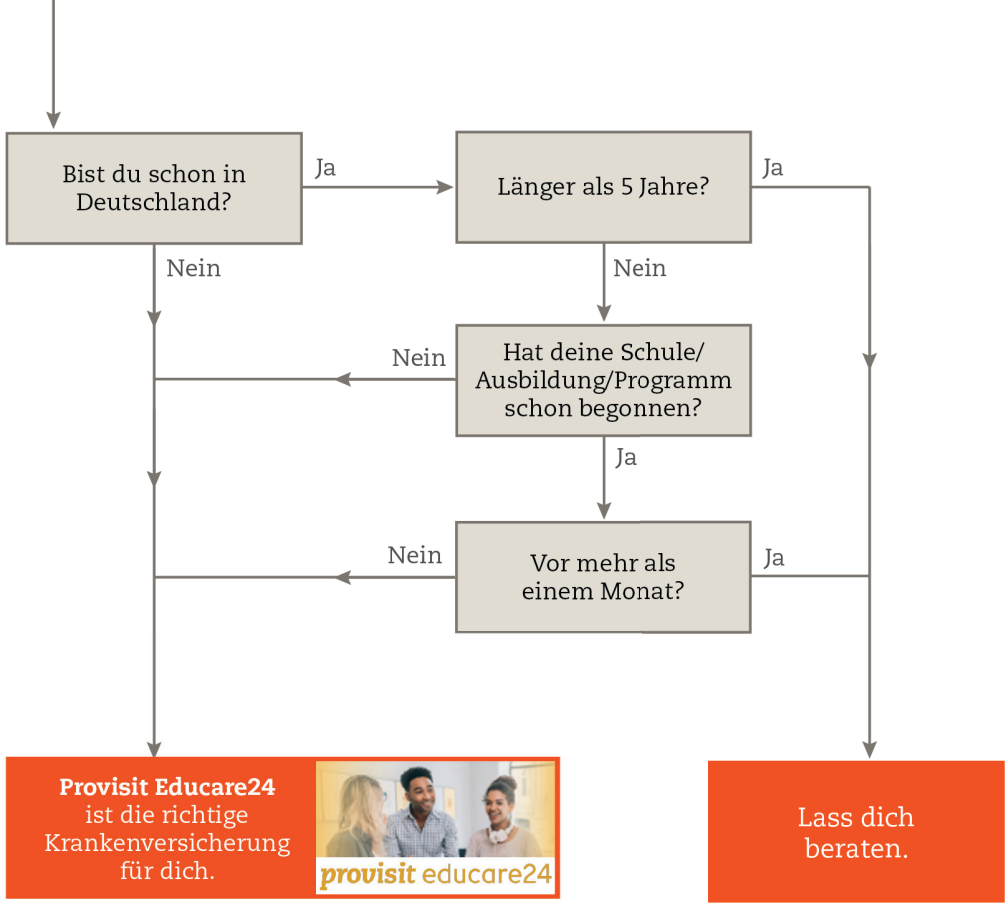 Bist du schon in
Deutschland?
Ja
Länger als 5 Jahre?
Ja
Nein
Nein
Hat deine Schule/
Ausbildung/Programm
schon begonnen?
Nein
Ja
Vor mehr als
einem Monat?
Nein
Ja
Provisit Educare24
ist die richtige
Krankenversicherung
für dich.
provisit educare24
Lass dich
beraten.